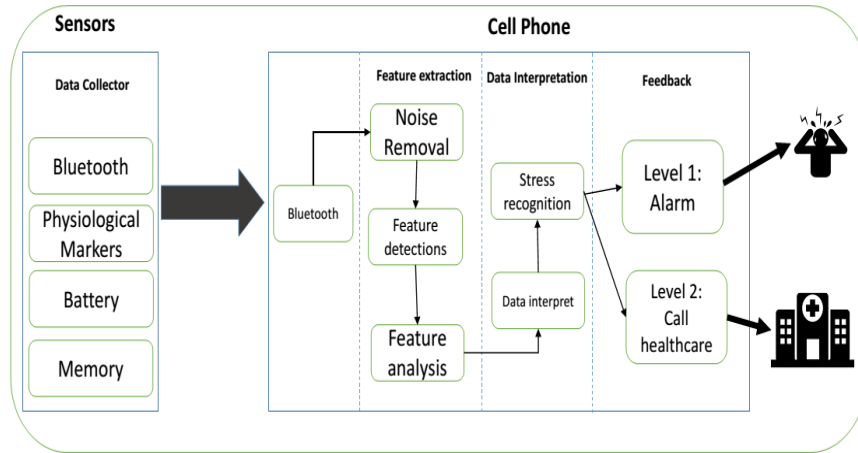 Sensors
Data Collector
Bluetooth
Physiological
Markers
Battery
Memory
Cell Phone
Bluetooth
Feature extraction
Noise
Removal
Feature
detections
Feature
analysis
Data Interpretation
Stress
recognition
Data interpret
Feedback
Level 1:
Alarm
Level 2:
Call
healthcare